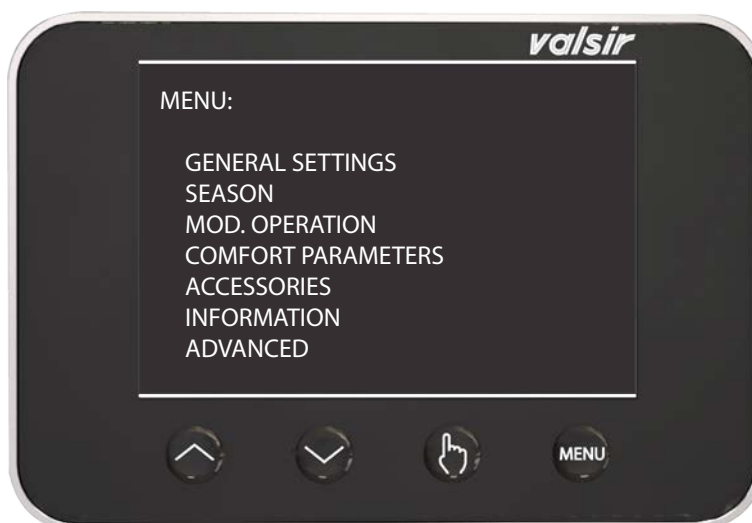 valsir
MENU:
GENERAL SETTINGS
SEASON
MOD. OPERATION
COMFORT PARAMETERS
ACCESSORIES
INFORMATION
ADVANCED
MENU